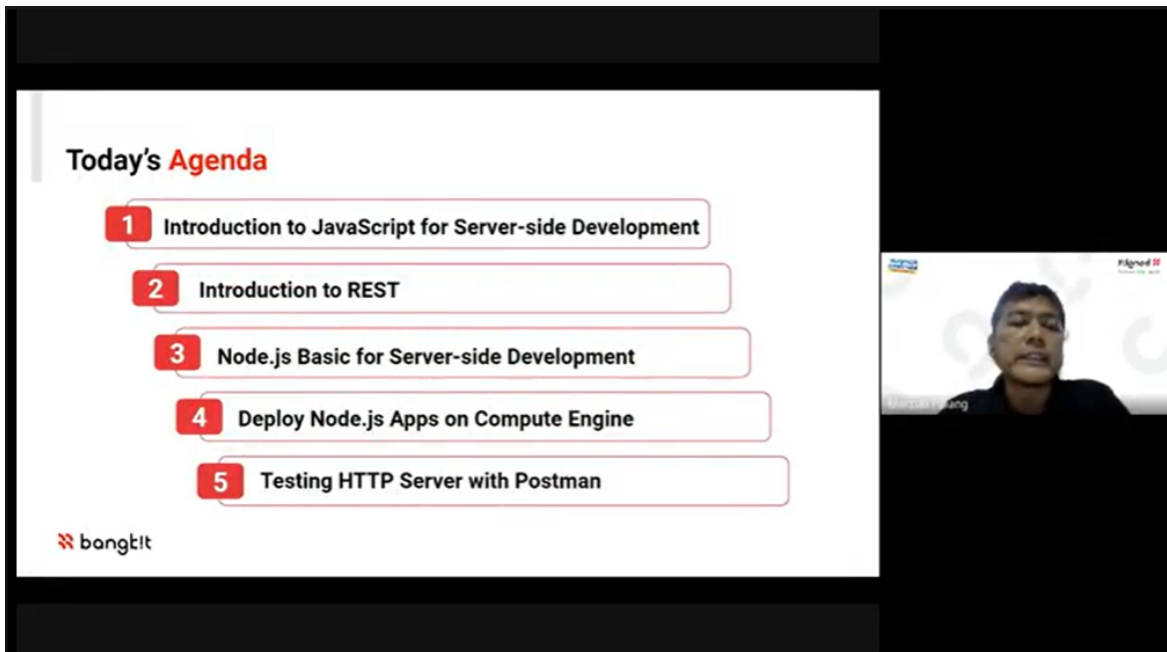 Today's Agenda
1 Introduction to JavaScript for Server-side Development
2 Introduction to REST
3 Node.js Basic for Server-side Development
4 Deploy Node.js Apps on Compute Engine
5 Testing HTTP Server with Postman
bangk!t